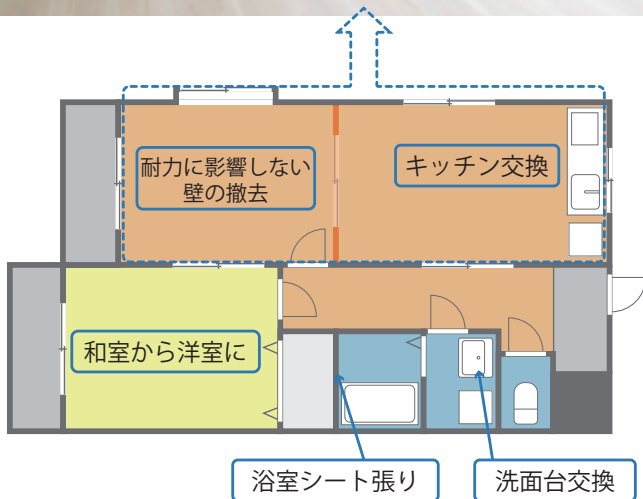 耐力に影響しない
壁の撤去
キッチン交換
和室から洋室に
浴室シート張り
洗面台交換